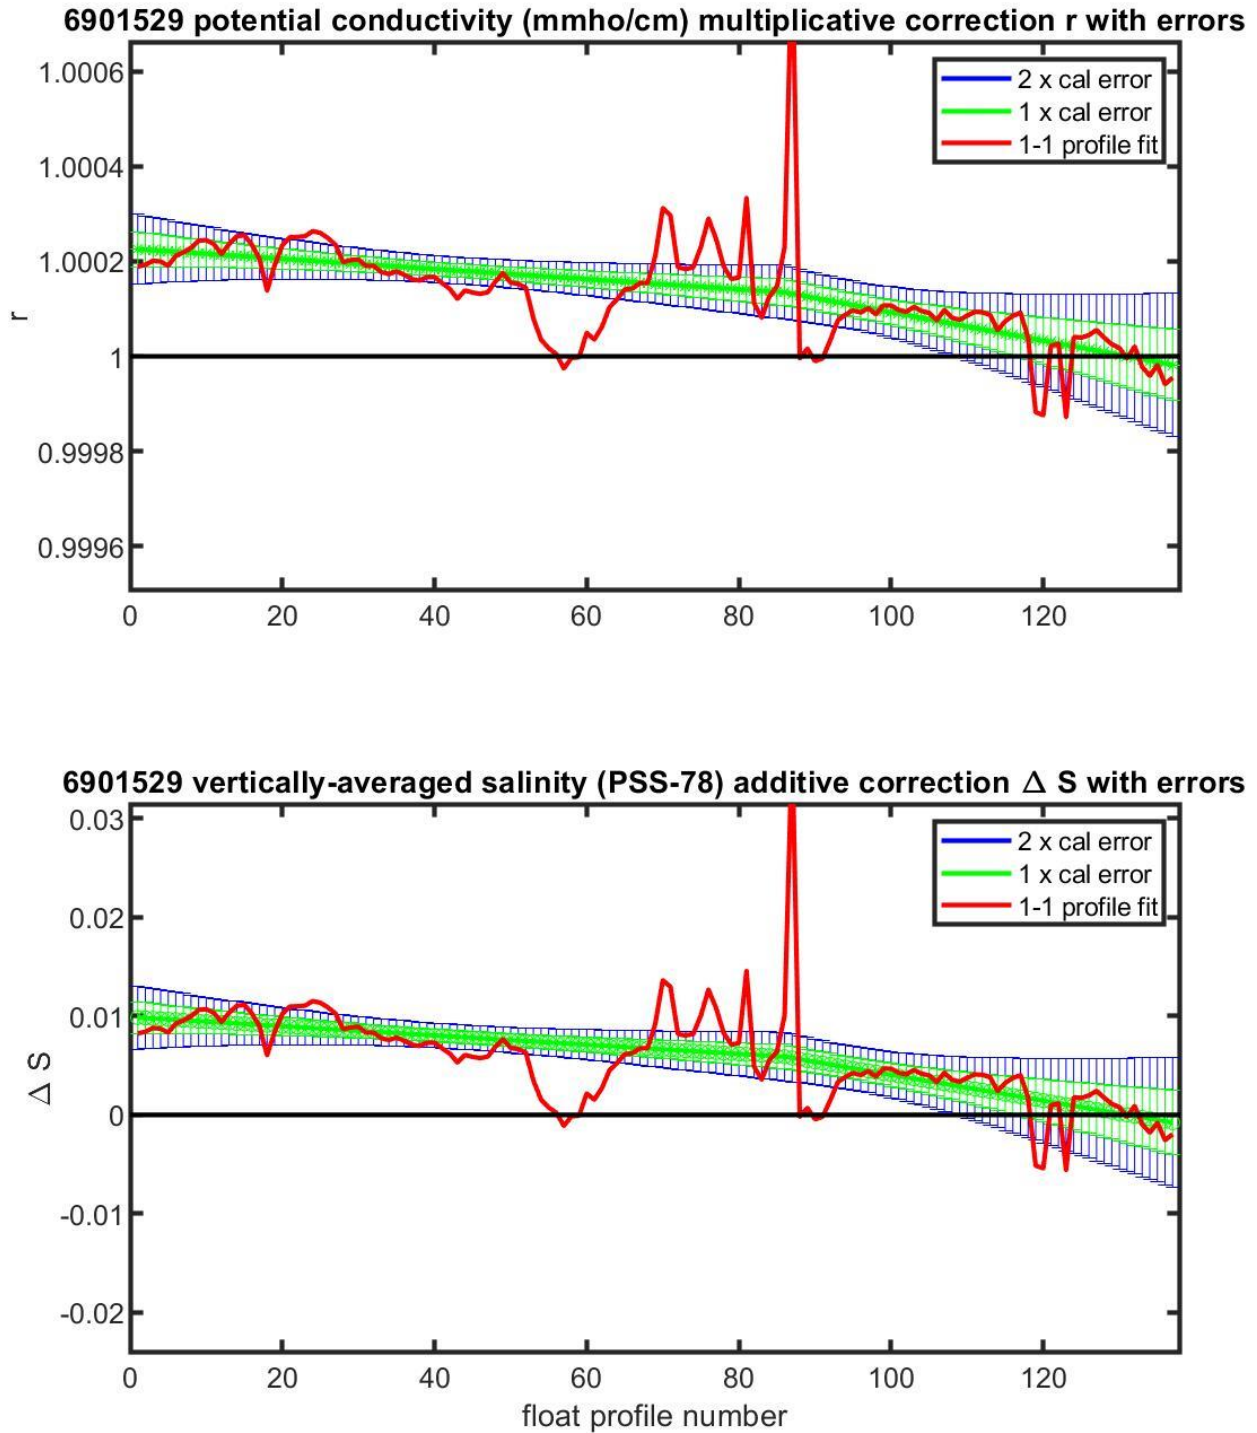 6901529 potential conductivity (mmho/cm) multiplicative correction r with errors
1.0006
1.0004
1.0002
1
0.9998
0.9996
r
2 x cal error
1 x cal error
1-1 profile fit
0 20 40 60 80 100 120
6901529 vertically-averaged salinity (PSS-78) additive correction Δ S with errors
0.03
0.02
0.01
0
-0.01
-0.02
Δ S
2 x cal error
1 x cal error
1-1 profile fit
0 20 40 60 80 100 120
float profile number